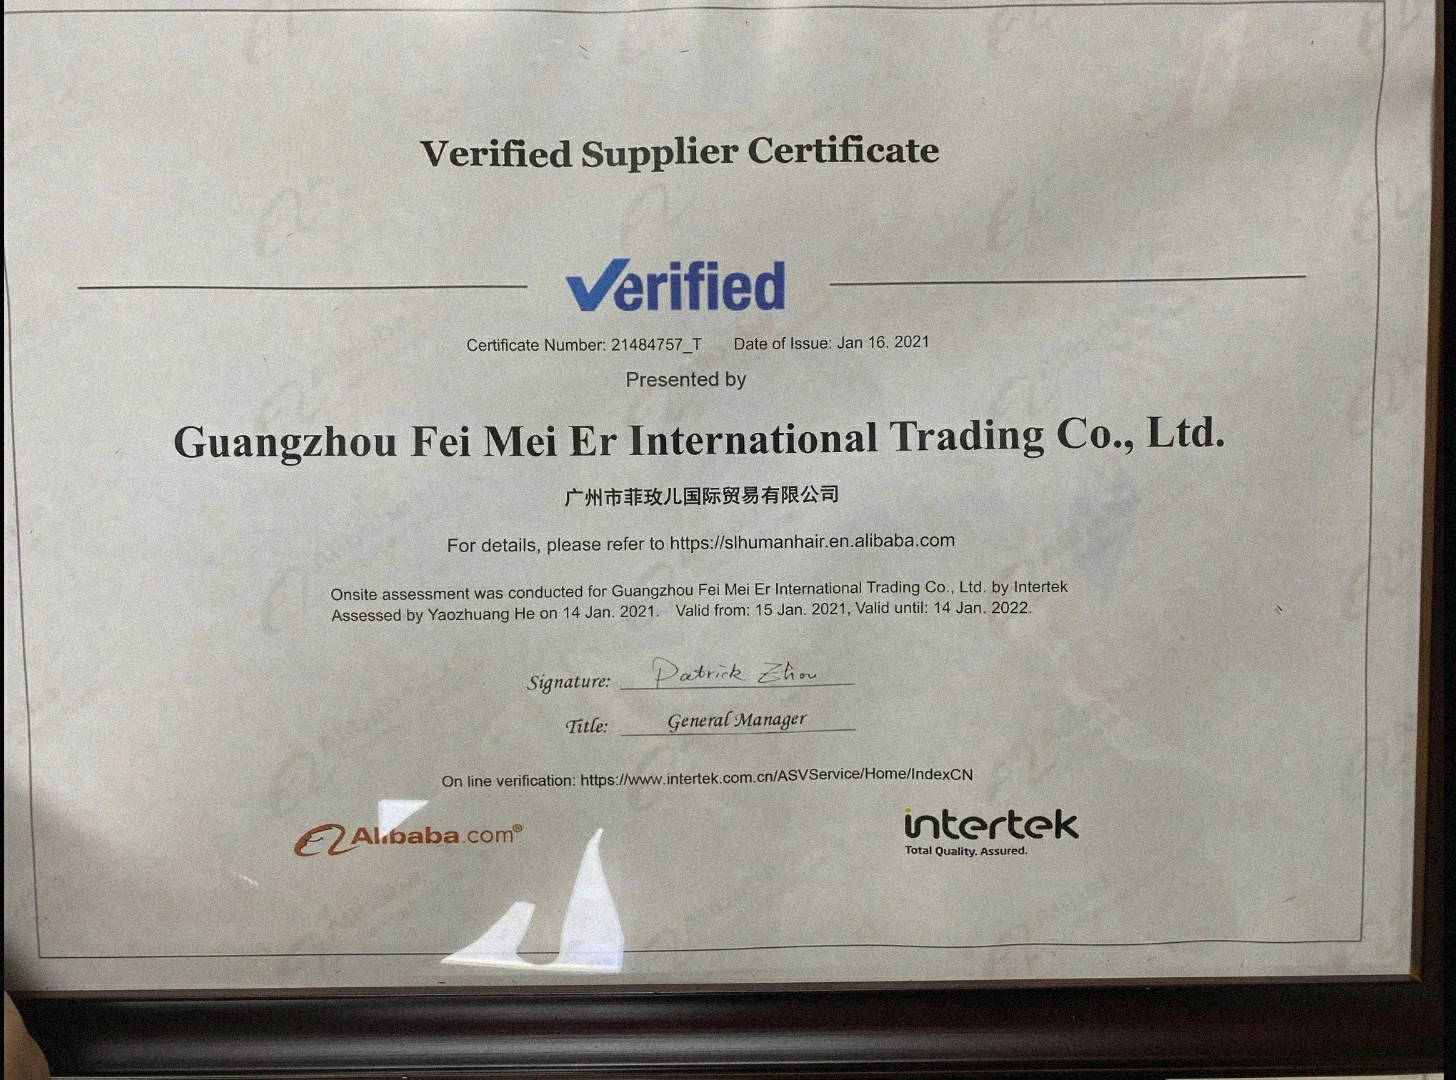 Verified Supplier Certificate
Verified
Certificate Number: 21484757_T Date of Issue: Jan 16. 2021
Presented by
Guangzhou Fei Mei Er International Trading Co., Ltd.
广州市菲玫儿国际贸易有限公司
For details, please refer to https://slhumanhair.en.alibaba.com
Onsite assessment was conducted for Guangzhou Fei Mei Er International Trading Co., Ltd. by Intertek
Assessed by Yaozhuang He on 14 Jan. 2021. Valid from: 15 Jan. 2021, Valid until: 14 Jan. 2022.
Signature: Patrick Zhou
Title: General Manager
On line verification: https://www.intertek.com.cn/ASVService/Home/IndexCN
Alibaba.com®
intertek
Total Quality. Assured.